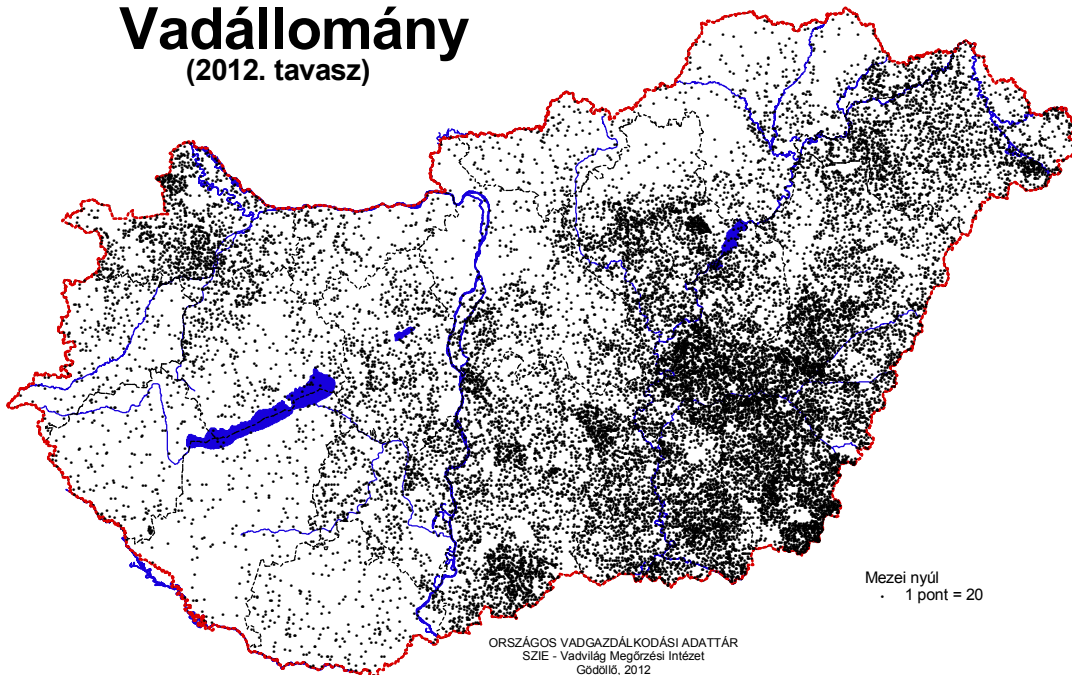 Vadállomány
(2012. tavasz)
Mezei nyúl
1 pont = 20
ORSZÁGOS VADGAZDÁLKODÁSI ADATTÁR
SZIE - Vadvilág Megőrzési Intézet
Gödöllő, 2012